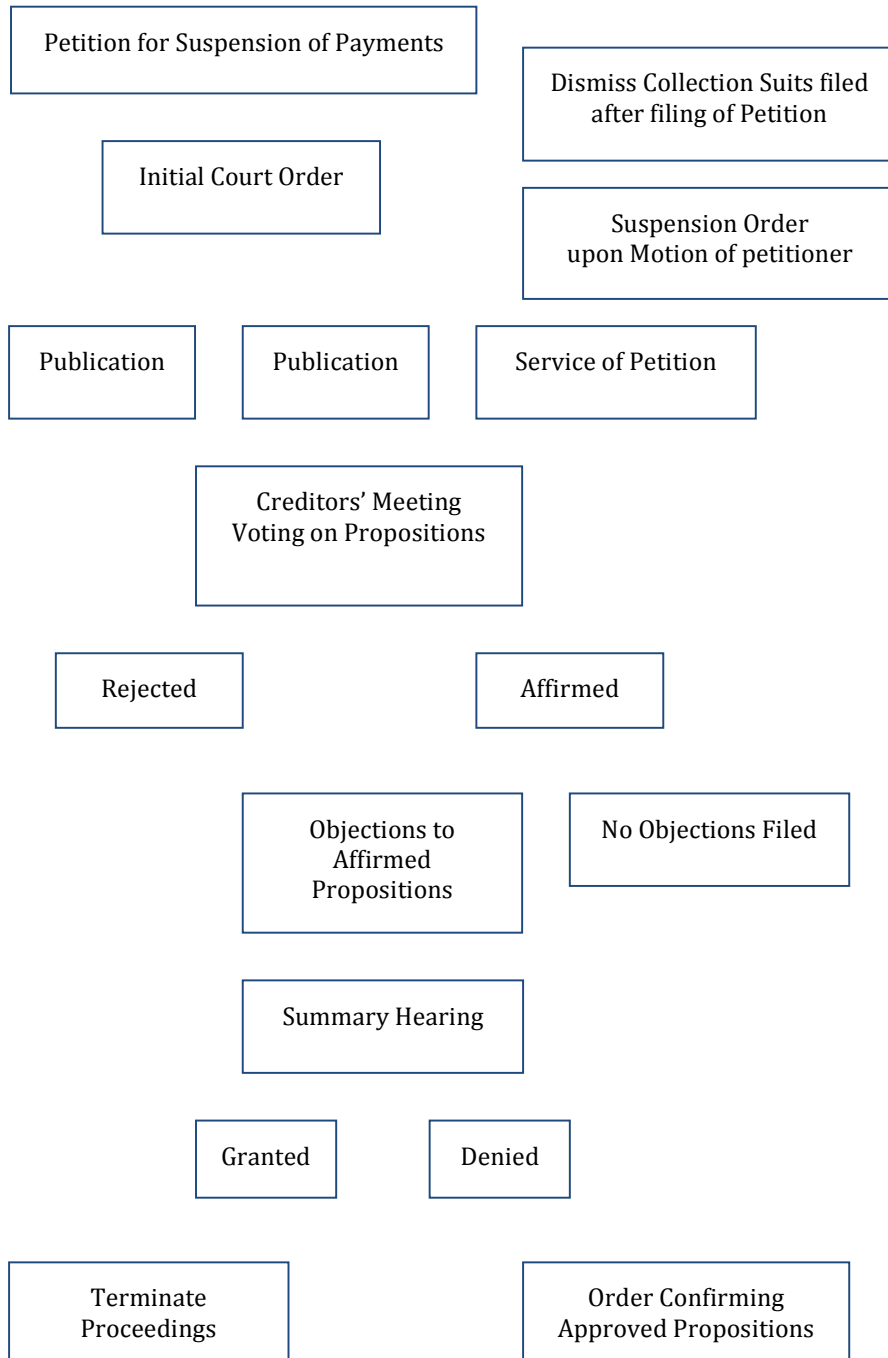 Petition for Suspension of Payments
Dismiss Collection Suits filed
after filing of Petition
Initial Court Order
Suspension Order
upon Motion of petitioner
Publication
Publication
Service of Petition
Creditors’ Meeting
Voting on Propositions
Rejected
Affirmed
Objections to
Affirmed
Propositions
No Objections Filed
Summary Hearing
Granted
Denied
Terminate
Proceedings
Order Confirming
Approved Propositions